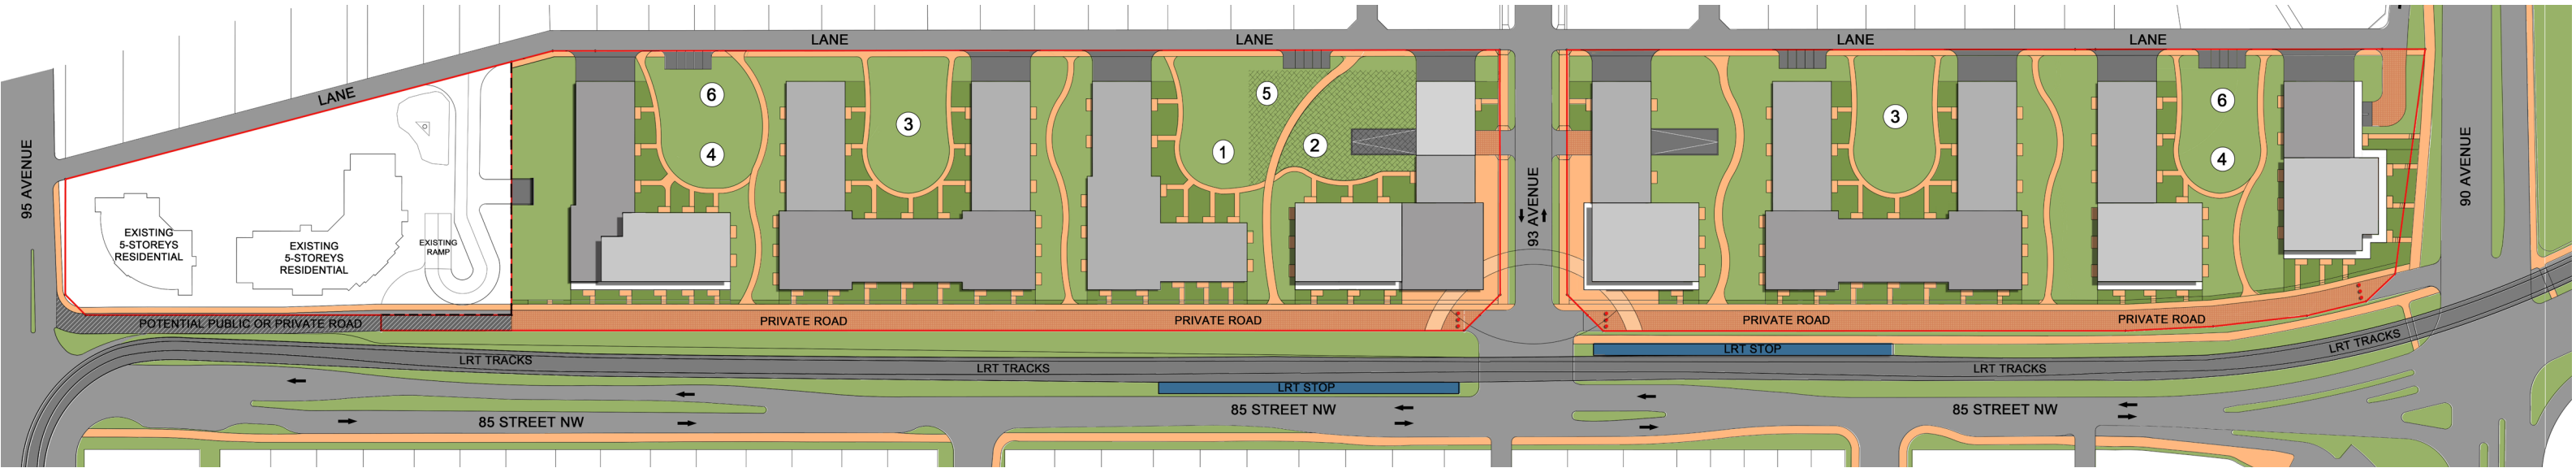 LANE
LANE
LANE
LANE
LANE
95 AVENUE
93 AVENUE
90 AVENUE
6
3
5
4
1
2
3
6
4
EXISTING
5-STOREYS
RESIDENTIAL
EXISTING
5-STOREYS
RESIDENTIAL
EXISTING
RAMP
POTENTIAL PUBLIC OR PRIVATE ROAD
PRIVATE ROAD
PRIVATE ROAD
PRIVATE ROAD
PRIVATE ROAD
LRT TRACKS
LRT TRACKS
LRT STOP
LRT STOP
LRT TRACKS
LRT TRACKS
85 STREET NW
85 STREET NW
85 STREET NW